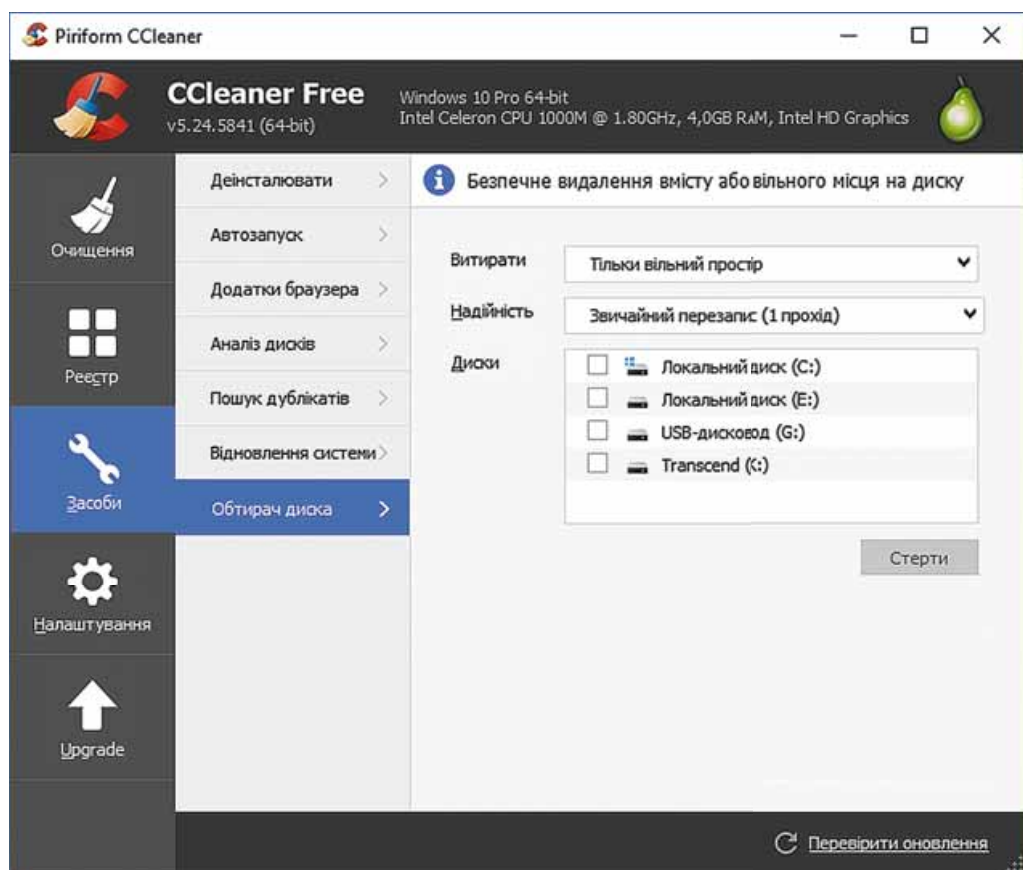 Piriform CCleaner
CCleaner Free
v5.24.5841 (64-bit)
Windows 10 Pro 64-bit
Intel Celeron CPU 1000M @ 1.80GHz, 4,0GB RAM, Intel HD Graphics
Очищення
Реєстр
Засоби
Налаштування
Upgrade
Деінсталювати
Автозапуск
Додатки браузера
Аналіз дисків
Пошук дублікатів
Відновлення системи
Обтирач диска
Безпечне видалення вмісту або вільного місця на диску
Витирати Тільки вільний простір
Надійність Звичайний перезапис (1 прохід)
Диски Локальний диск (C:)
Локальний диск (E:)
USB-дисковод (G:)
Transcend (K:)
Стерти
Перевірити оновлення